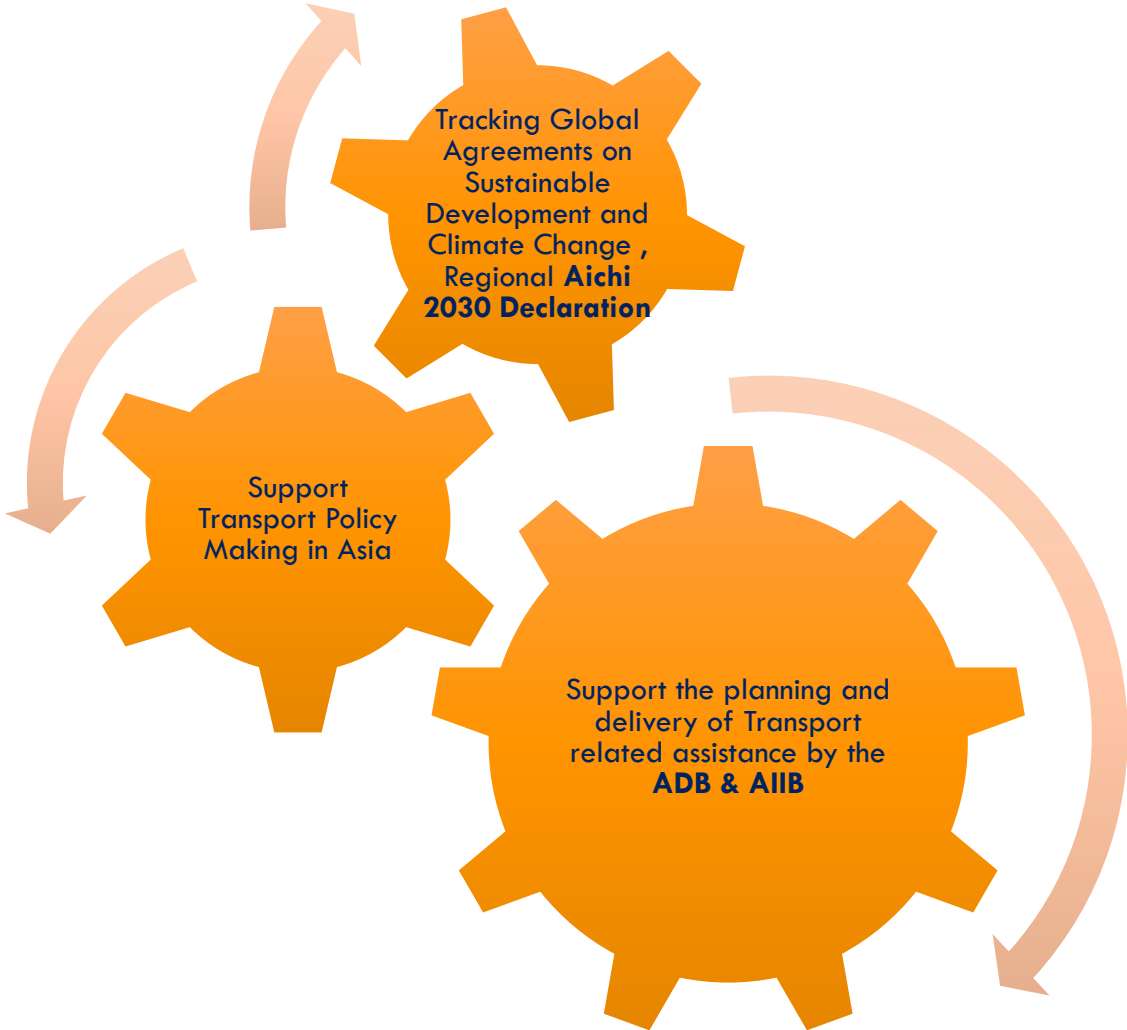 Tracking Global
Agreements on
Sustainable
Development and
Climate Change ,
Regional Aichi
2030 Declaration
Support
Transport Policy
Making in Asia
Support the planning and
delivery of Transport
related assistance by the
ADB & AIIB